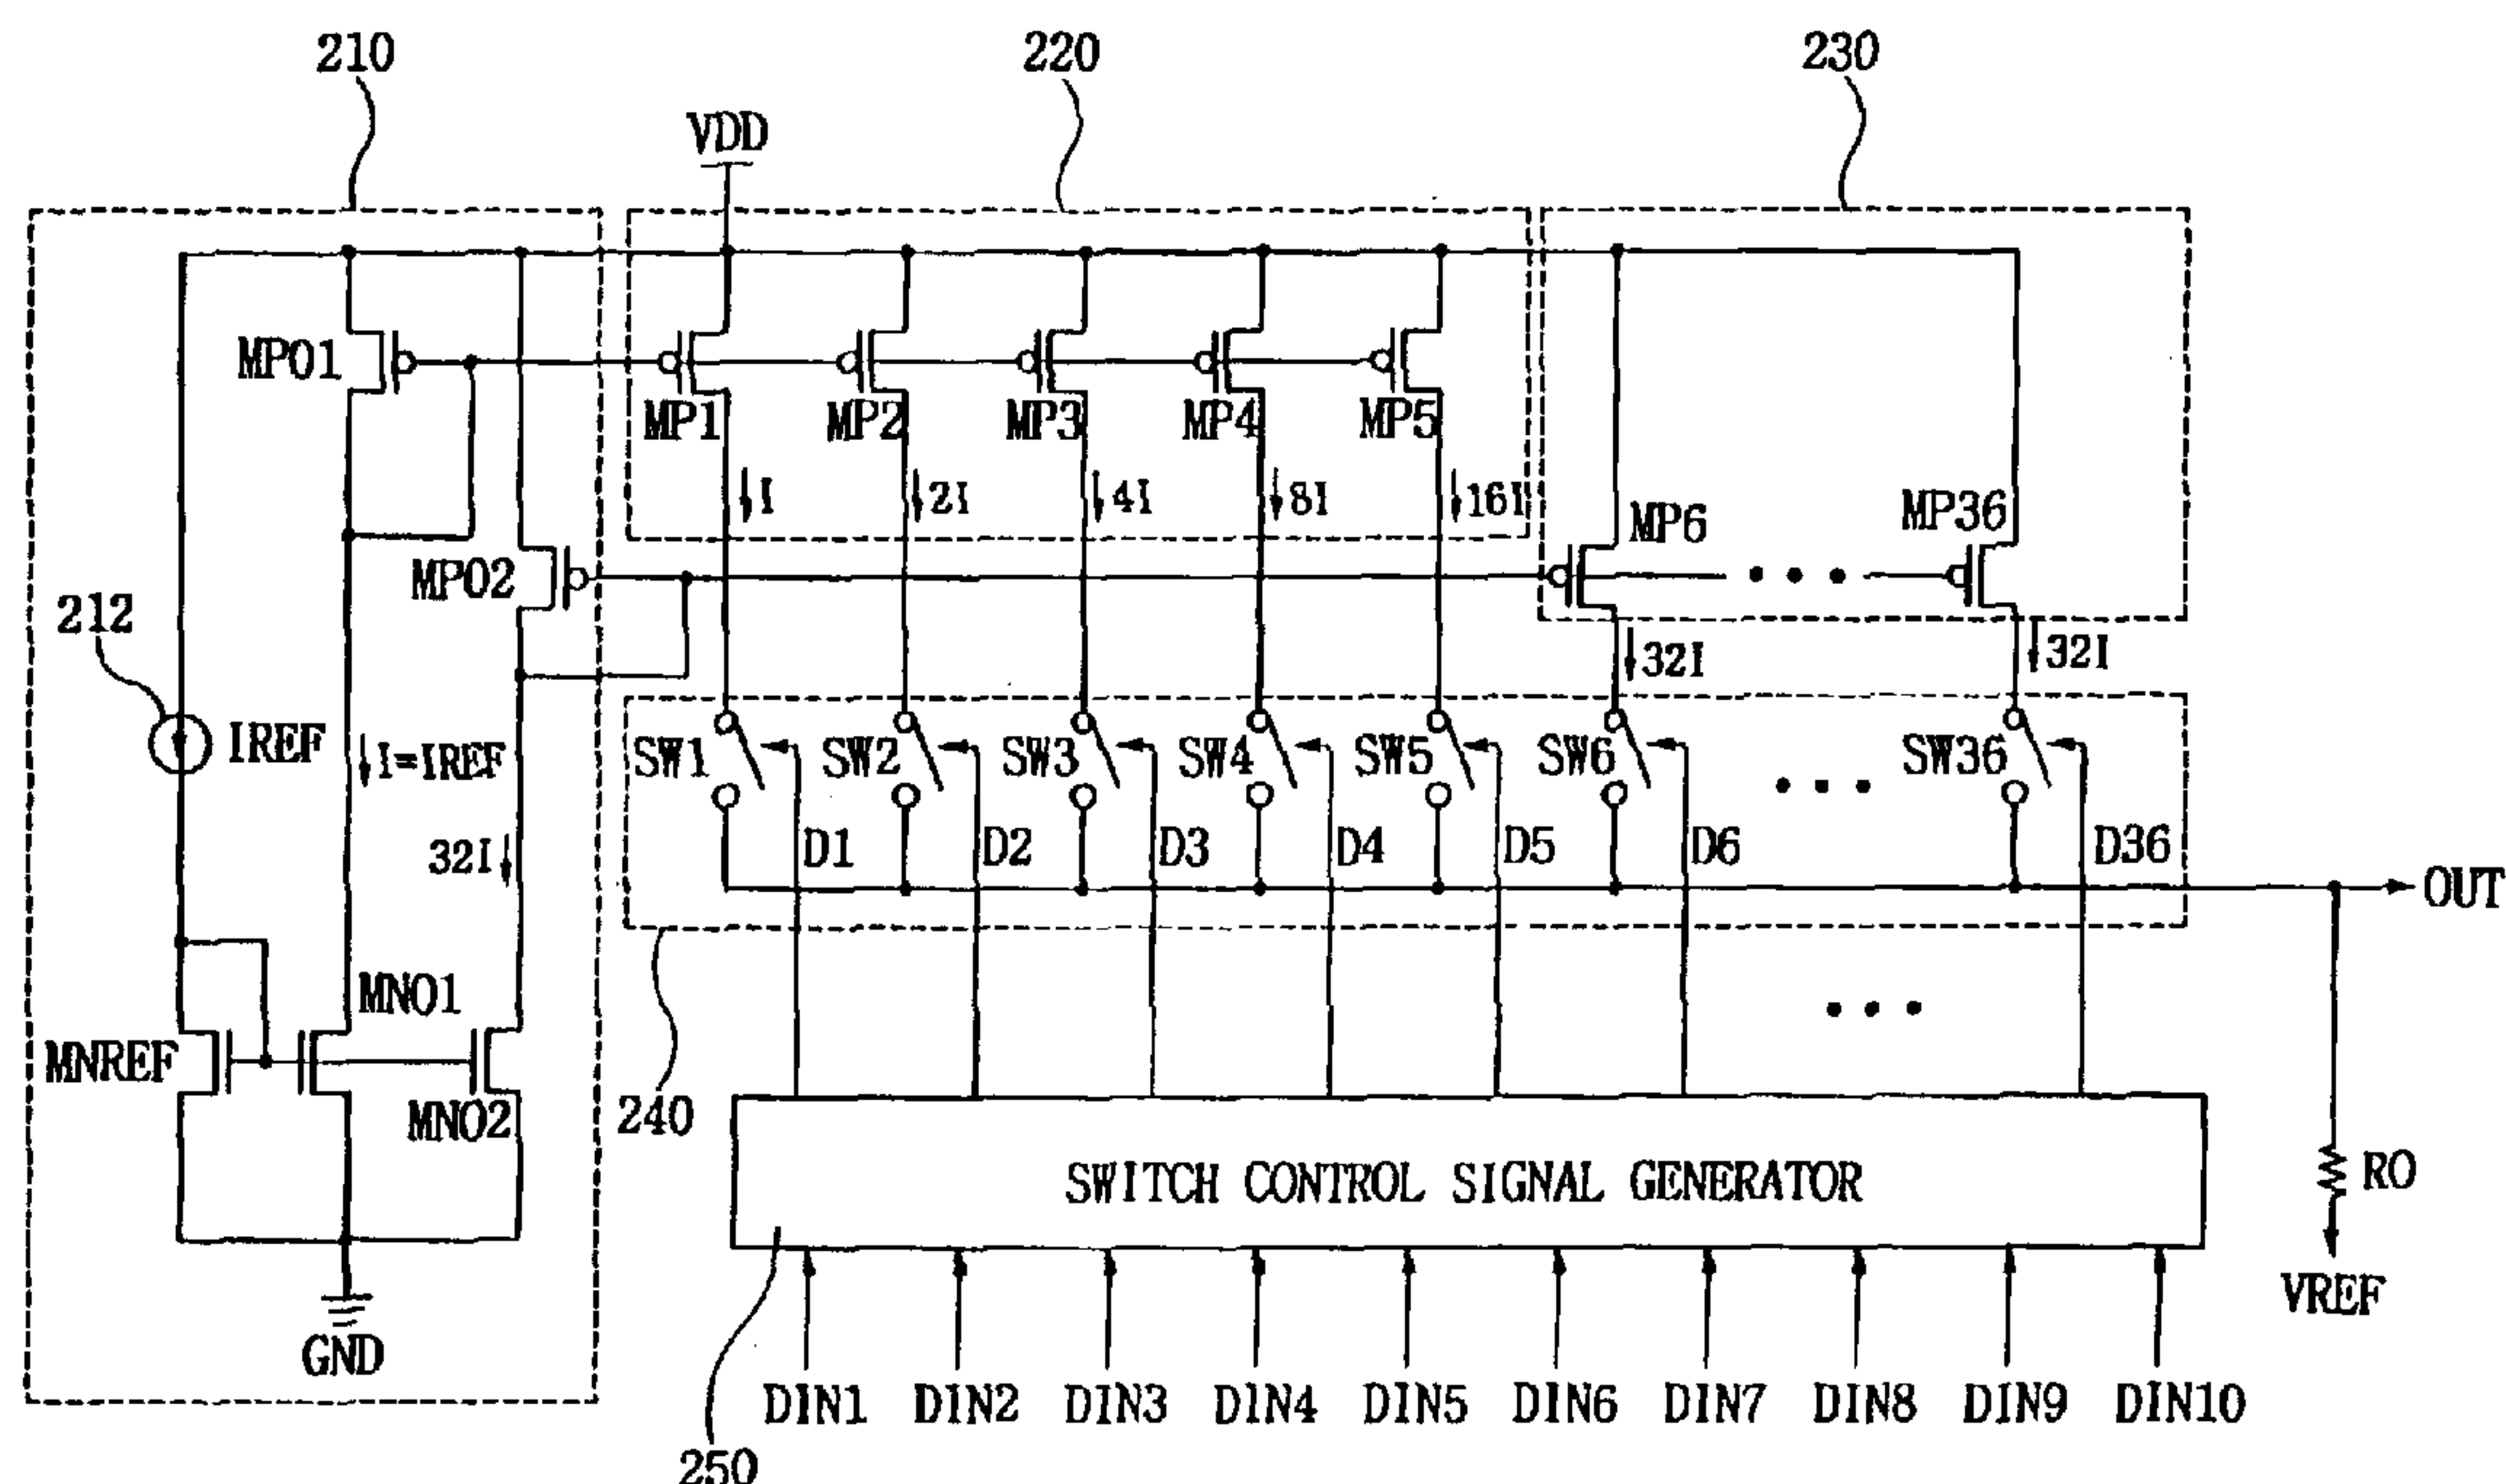 210
220
230
VDD
MP01
MP1
MP2
MP3
MP4
MP5
I
2I
4I
8I
16I
MP6
MP36
MP02
212
32I
32I
IREF
I=IREF
SW1
SW2
SW3
SW4
SW5
SW6
SW36
32I
D1
D2
D3
D4
D5
D6
D36
OUT
MN01
MNREF
MN02
240
SWITCH CONTROL SIGNAL GENERATOR
RO
VREF
GND
DIN1
DIN2
DIN3
DIN4
DIN5
DIN6
DIN7
DIN8
DIN9
DIN10
250